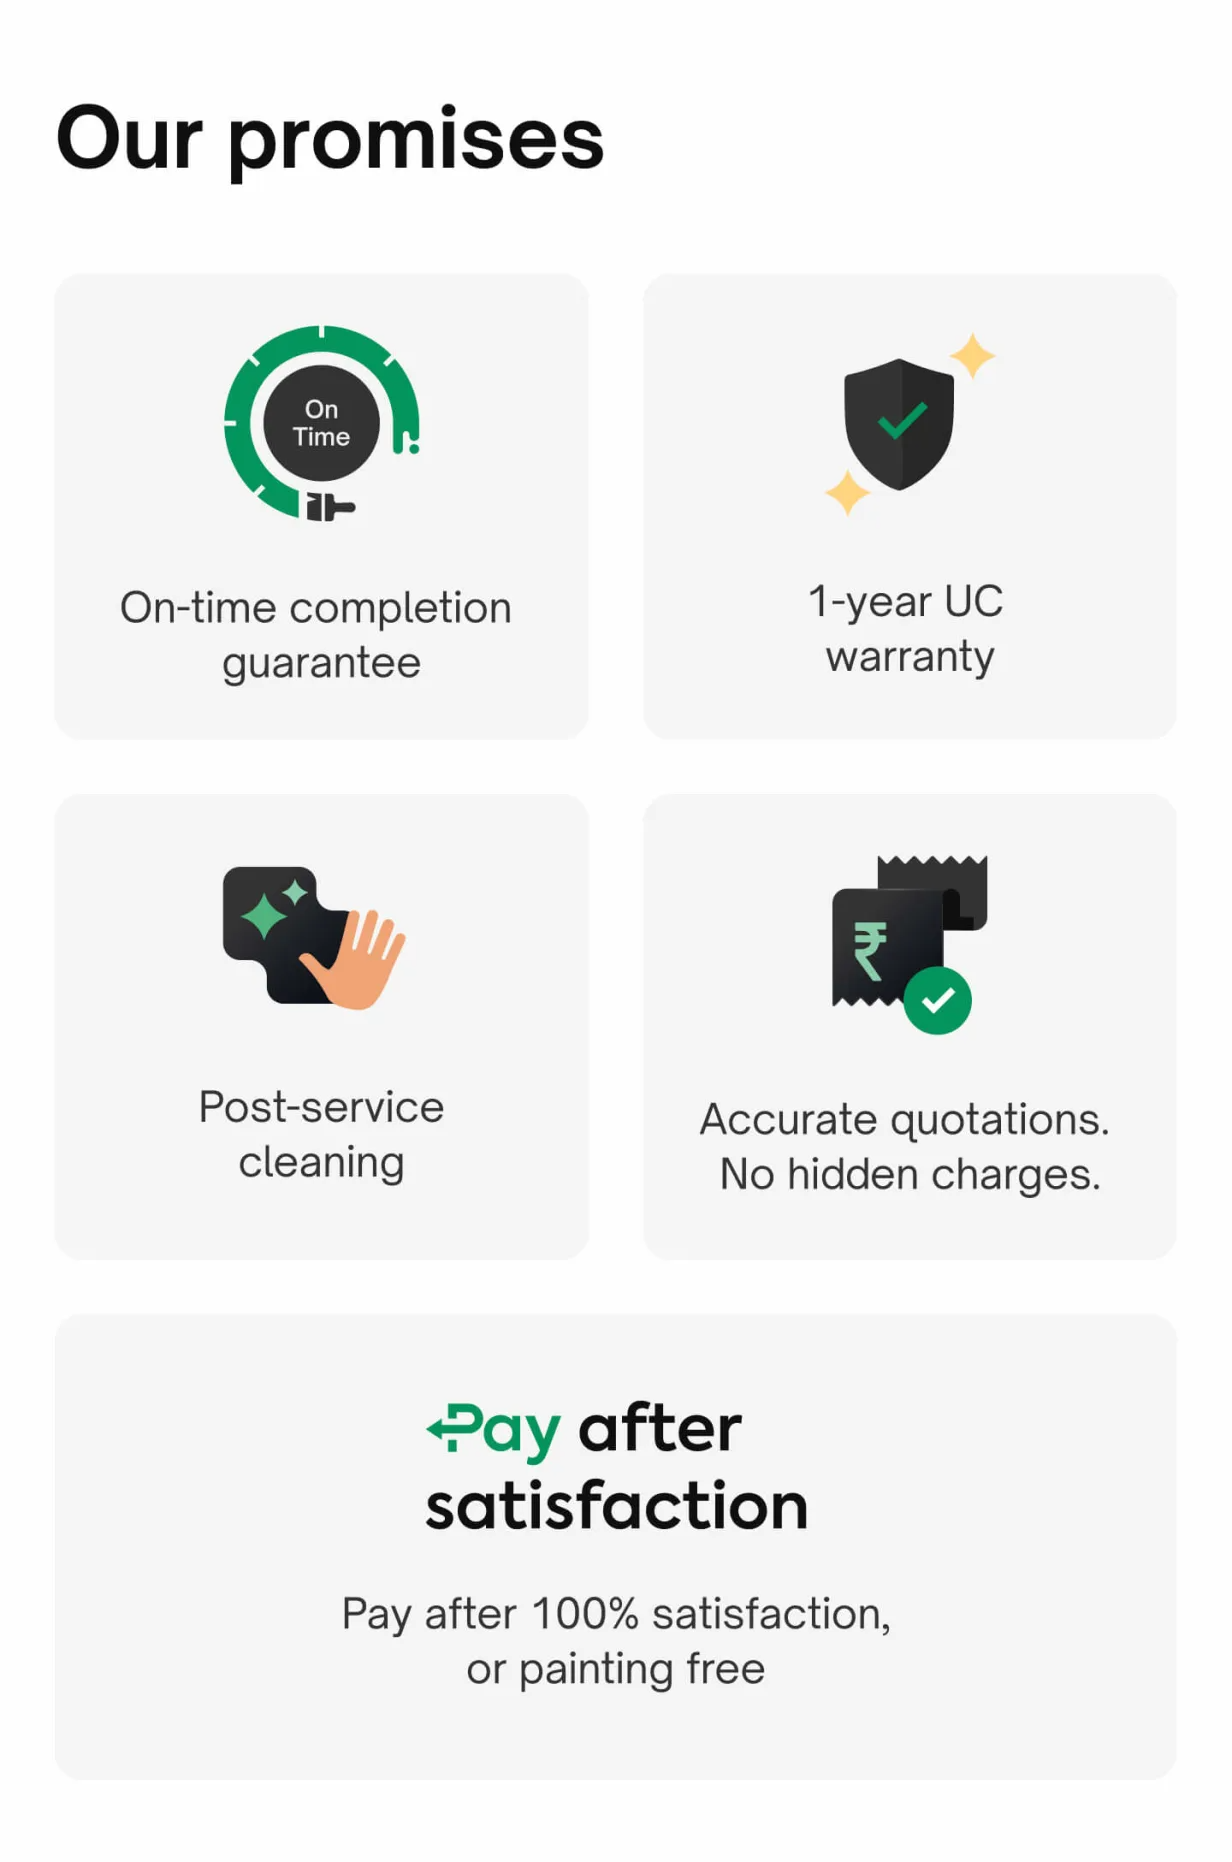 Our promises
On
Time
On-time completion
guarantee
1-year UC
warranty
Post-service
cleaning
₹
Accurate quotations.
No hidden charges.
Pay after
satisfaction
Pay after 100% satisfaction,
or painting free